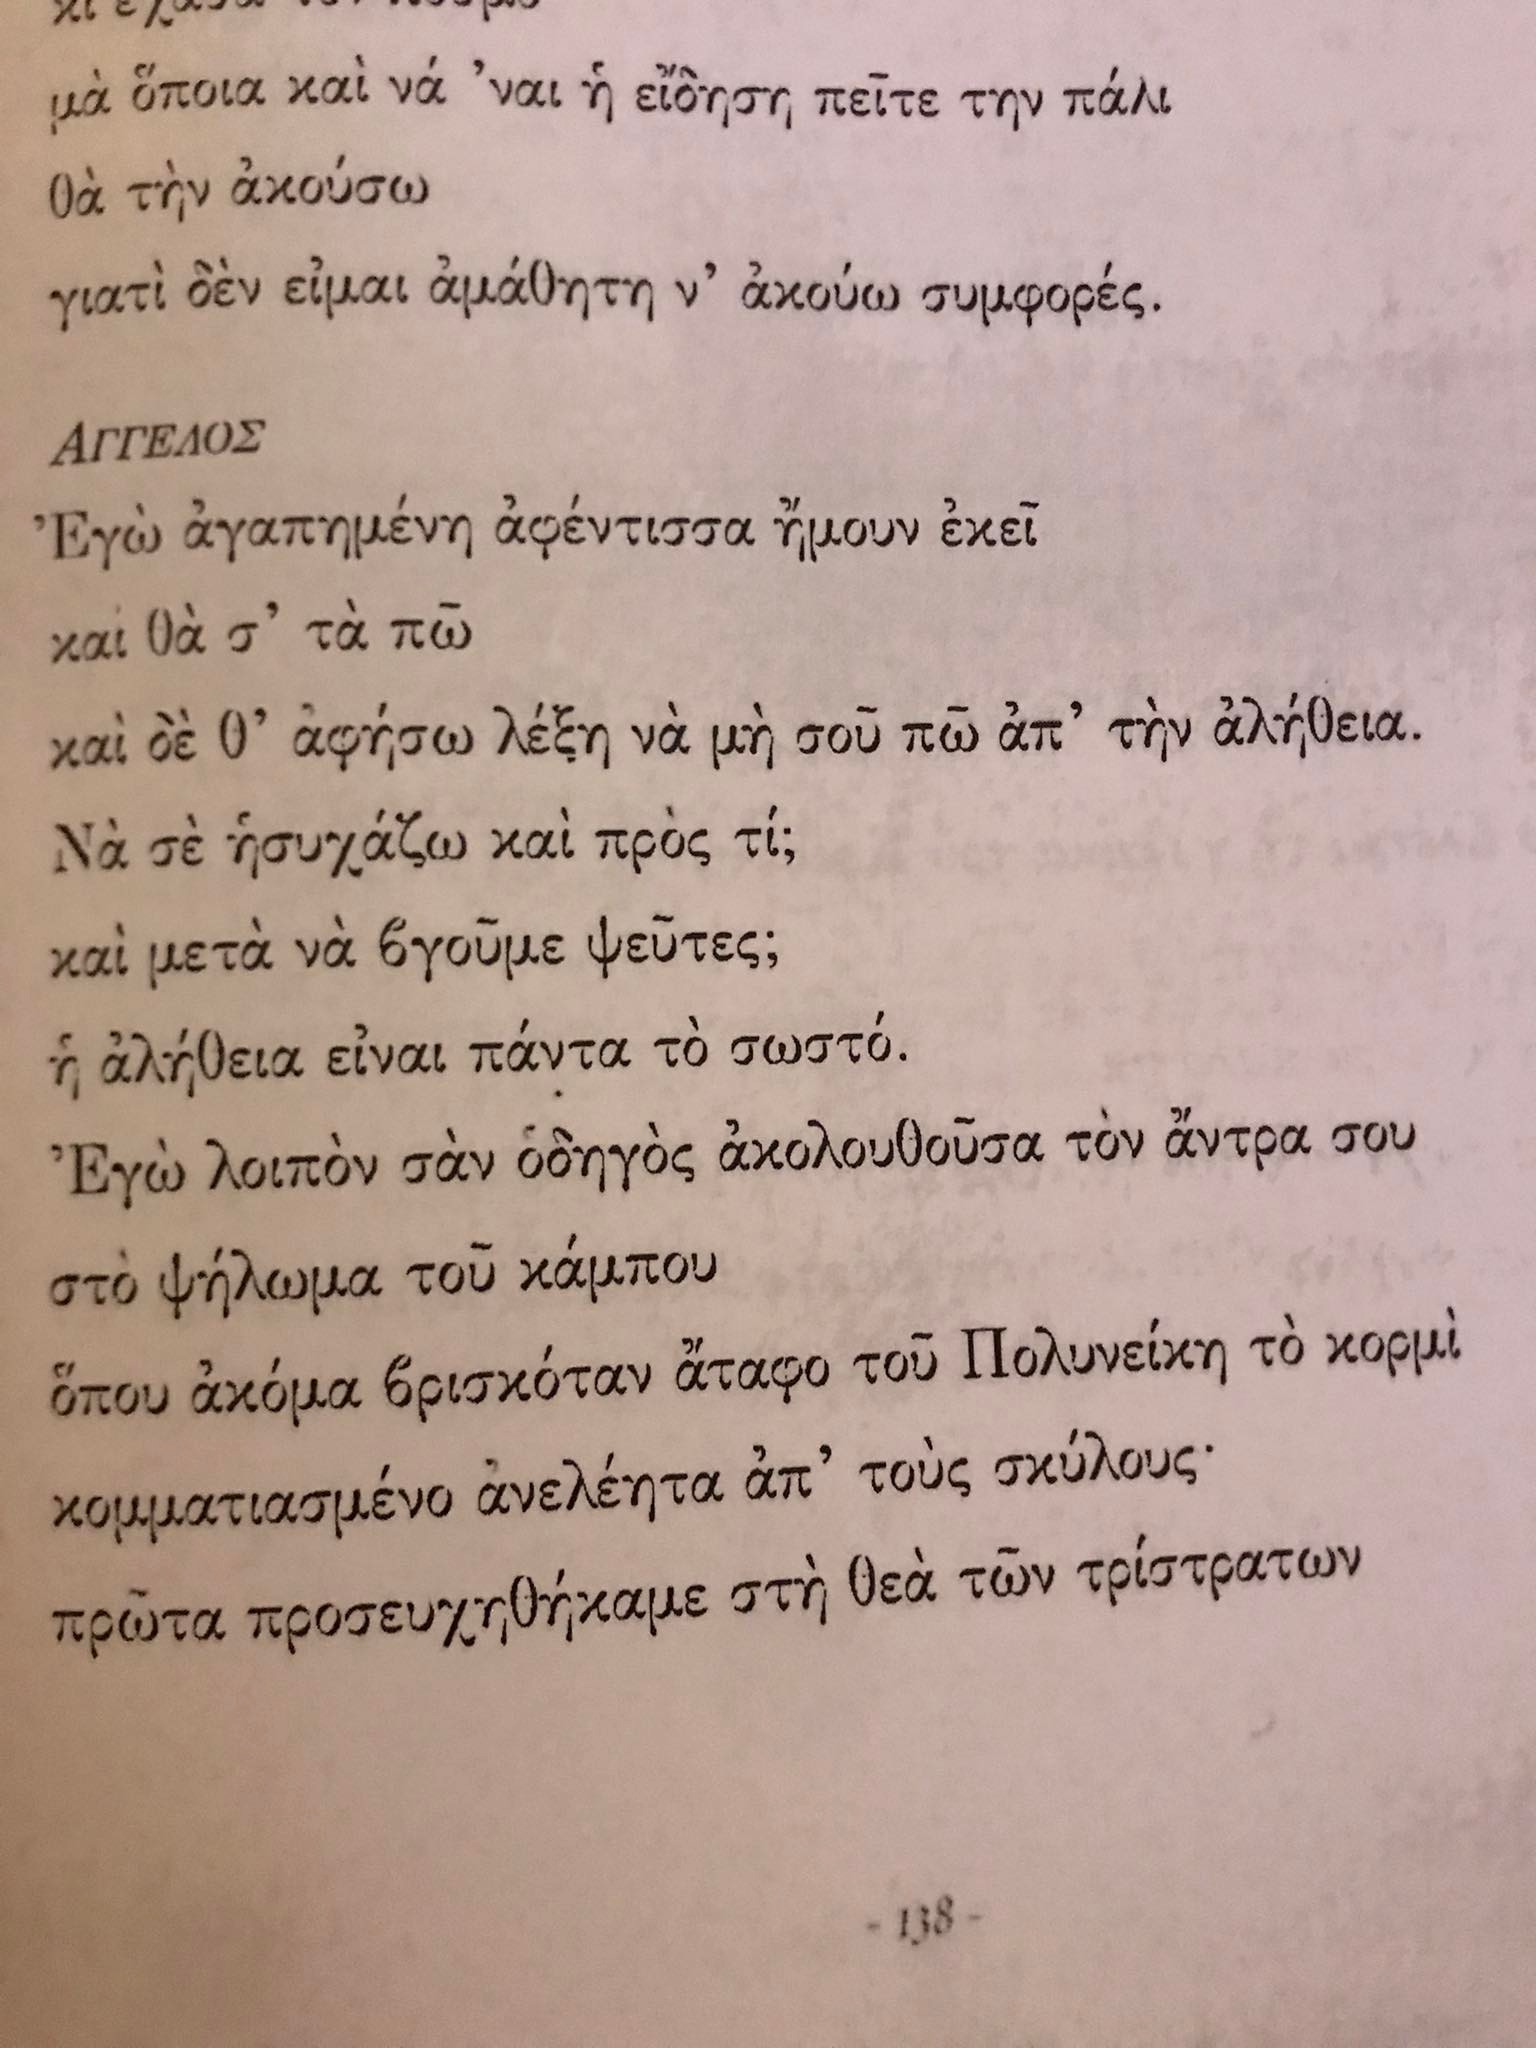 μὰ ὅποια καὶ νά ’ναι ἡ εἴδηση πεῖτε την πάλι
θὰ τὴν ἀκούσω
γιατὶ δὲν εἶμαι ἀμάθητη ν’ ἀκούω συμφορές.
ΑΓΓΕΛΟΣ
Ἐγὼ ἀγαπημένη ἀφέντισσα ἤμουν ἐκεῖ
καὶ θὰ σ’ τὰ πῶ
καὶ δὲ θ’ ἀφήσω λέξη νὰ μὴ σοῦ πῶ ἀπ’ τὴν ἀλήθεια.
Νὰ σὲ ἡσυχάζω καὶ πρὸς τί;
καὶ μετὰ νὰ ϐγοῦμε ψεῦτες;
ἡ ἀλήθεια εἶναι πάντα τὸ σωστό.
Ἐγὼ λοιπὸν σὰν ὁδηγὸς ἀκολουθοῦσα τὸν ἄντρα σου
στὸ ψήλωμα τοῦ κάμπου
ὅπου ἀκόμα ϐρισκόταν ἄταφο τοῦ Πολυνείκη τὸ κορμὶ
κομματιασμένο ἀνελέητα ἀπ’ τοὺς σκύλους·
πρῶτα προσευχηθήκαμε στὴ θεὰ τῶν τρίστρατων
- 138 -